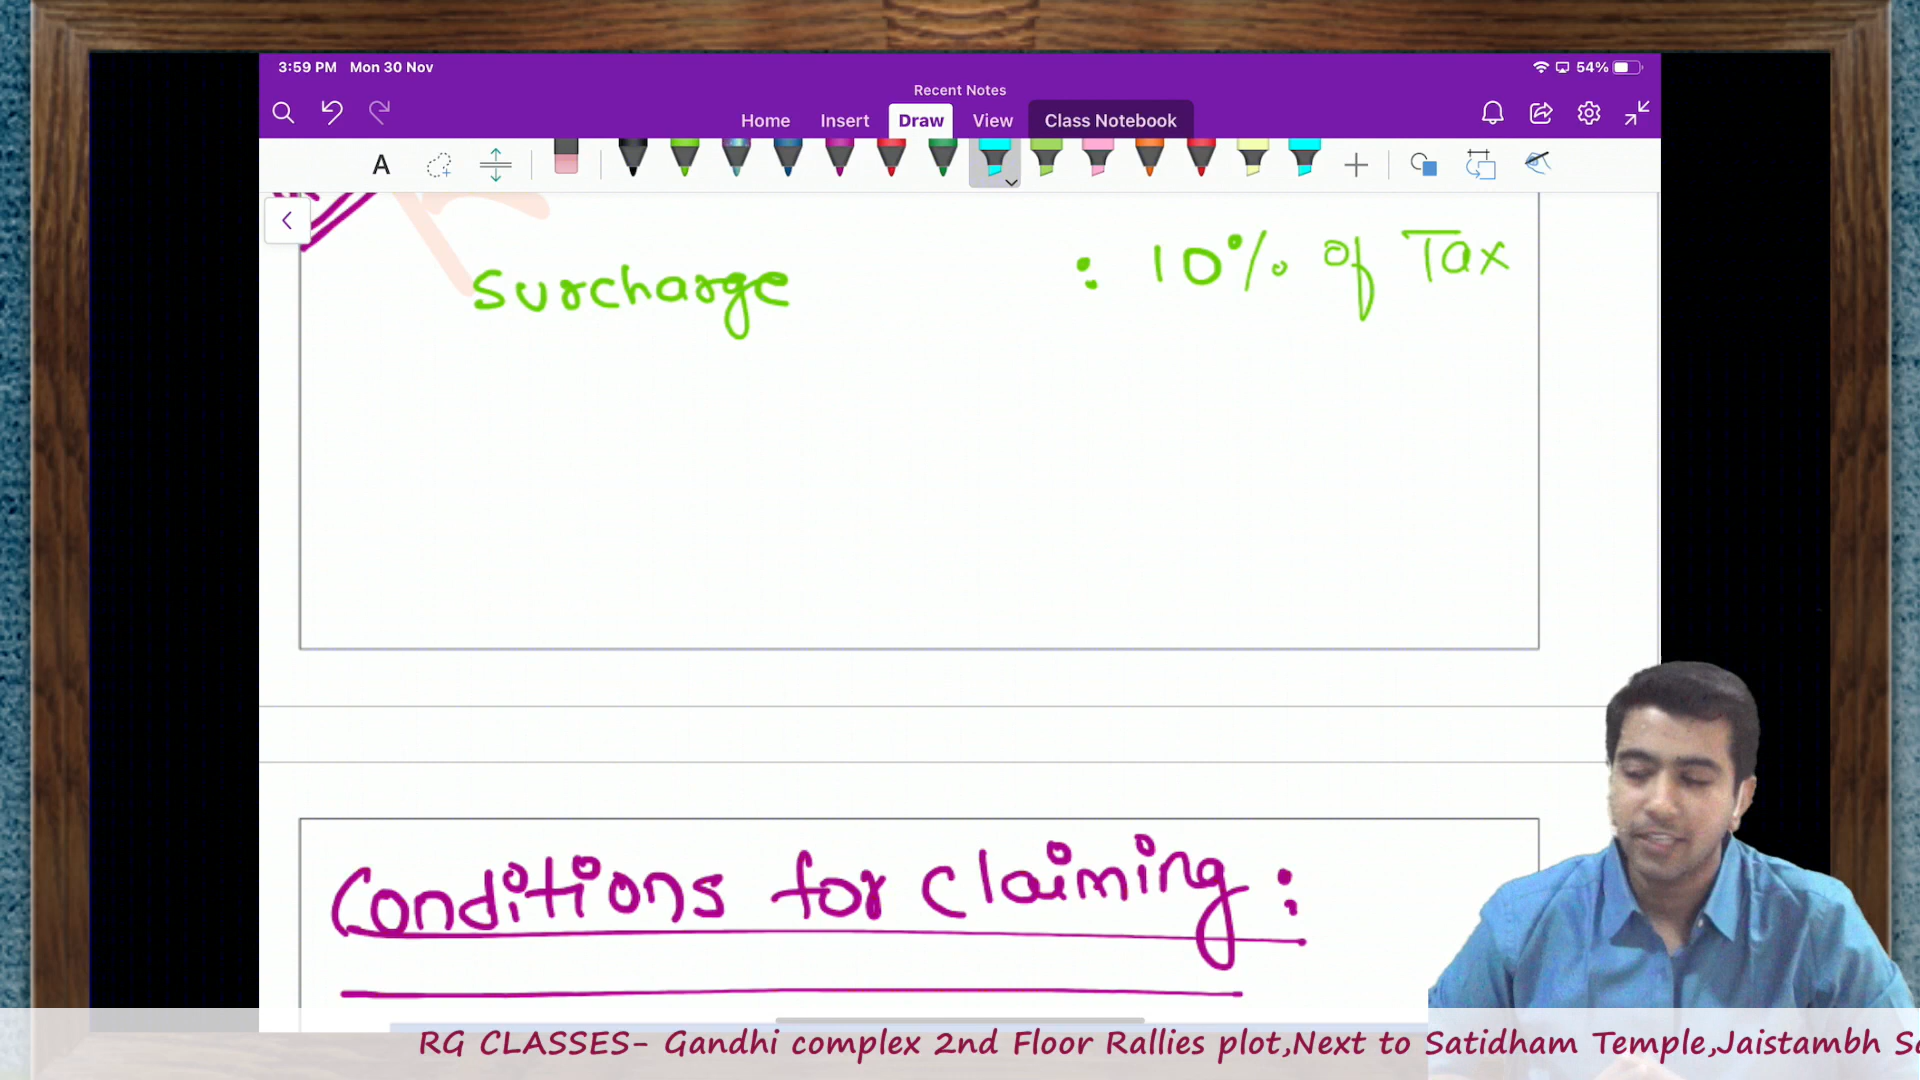 3:59 PM Mon 30 Nov
54%
Recent Notes
Home Insert Draw View Class Notebook
A
Surcharge : 10% of Tax
Conditions for claiming :
RG CLASSES- Gandhi complex 2nd Floor Rallies plot,Next to Satidham Temple,Jaistambh